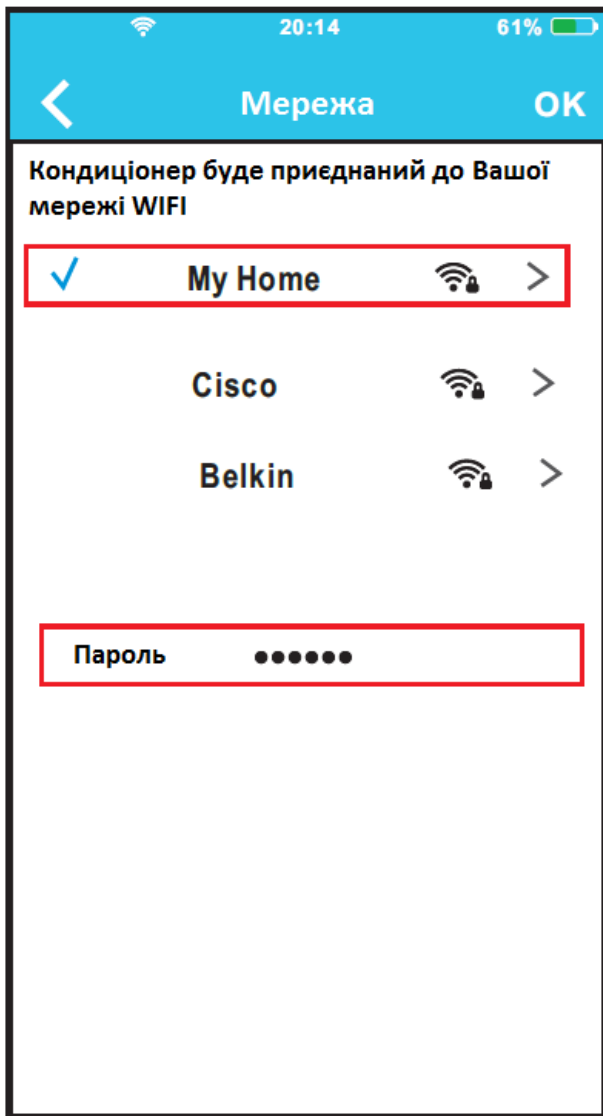 20:14 61%
Мережа OK
Кондиціонер буде приєднаний до Вашої
мережі WIFI
My Home
Cisco
Belkin
Пароль ●●●●●●